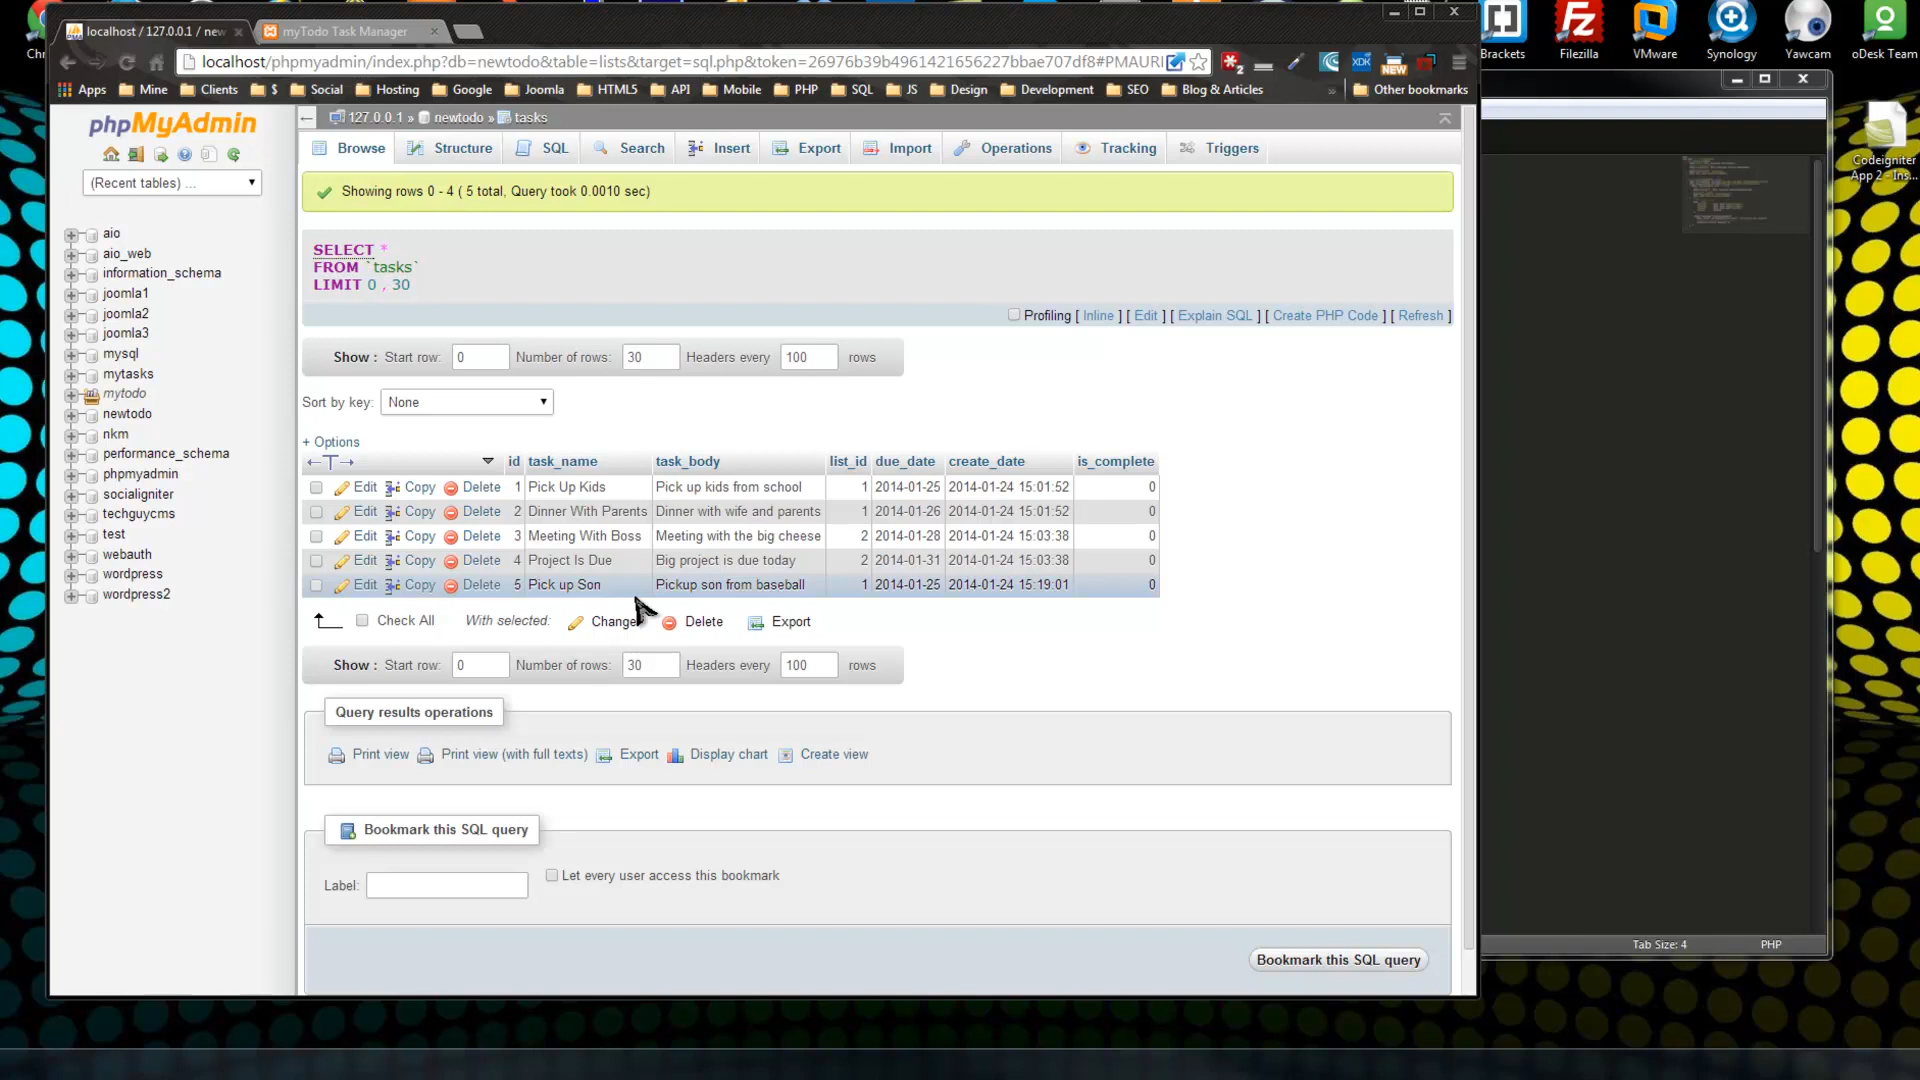 localhost / 127.0.0.1 / new
myTodo Task Manager
localhost/phpmyadmin/index.php?db=newtodo&table=lists&target=sql.php&token=26976b39b4961421656227bbae707df8#PMAURL
Apps Mine Clients $ Social Hosting Google Joomla HTML5 API Mobile PHP SQL JS Design Development SEO Blog & Articles » Other bookmarks
XDK
NEW
2
Brackets Filezilla VMware Synology Yawcam oDesk Team
Codeigniter
App 2 - Ins...
phpMyAdmin
(Recent tables) ...
aio
aio_web
information_schema
joomla1
joomla2
joomla3
mysql
mytasks
mytodo
newtodo
nkm
performance_schema
phpmyadmin
socialigniter
techguycms
test
webauth
wordpress
wordpress2
127.0.0.1 » newtodo » tasks
Browse Structure SQL Search Insert Export Import Operations Tracking Triggers
Showing rows 0 - 4 ( 5 total, Query took 0.0010 sec)
SELECT *
FROM `tasks`
LIMIT 0 , 30
Profiling [ Inline ] [ Edit ] [ Explain SQL ] [ Create PHP Code ] [ Refresh ]
Show : Start row: 0 Number of rows: 30 Headers every 100 rows
Sort by key: None
+ Options
←T→ id task_name task_body list_id due_date create_date is_complete
Edit Copy Delete 1 Pick Up Kids Pick up kids from school 1 2014-01-25 2014-01-24 15:01:52 0
Edit Copy Delete 2 Dinner With Parents Dinner with wife and parents 1 2014-01-26 2014-01-24 15:01:52 0
Edit Copy Delete 3 Meeting With Boss Meeting with the big cheese 2 2014-01-28 2014-01-24 15:03:38 0
Edit Copy Delete 4 Project Is Due Big project is due today 2 2014-01-31 2014-01-24 15:03:38 0
Edit Copy Delete 5 Pick up Son Pickup son from baseball 1 2014-01-25 2014-01-24 15:19:01 0
Check All With selected: Change Delete Export
Show : Start row: 0 Number of rows: 30 Headers every 100 rows
Query results operations
Print view Print view (with full texts) Export Display chart Create view
Bookmark this SQL query
Label: Let every user access this bookmark
Bookmark this SQL query
Tab Size: 4 PHP